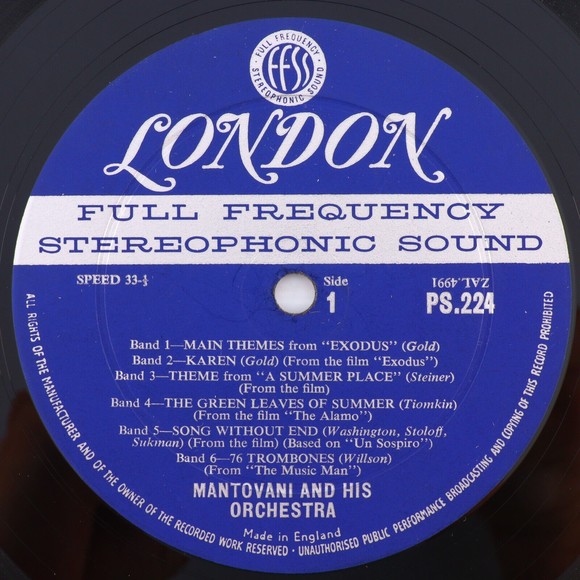 FULL FREQUENCY
FFSS
STEREOPHONIC SOUND
LONDON
FULL FREQUENCY
STEREOPHONIC SOUND
SPEED 33-⅓
Side
1
ZAL.4991
PS.224
Band 1—MAIN THEMES from "EXODUS" (Gold)
Band 2—KAREN (Gold) (From the film "Exodus")
Band 3—THEME from "A SUMMER PLACE" (Steiner)
(From the film)
Band 4—THE GREEN LEAVES OF SUMMER (Tiomkin)
(From the film "The Alamo")
Band 5—SONG WITHOUT END (Washington, Stoloff,
Sukman) (From the film) (Based on "Un Sospiro")
Band 6—76 TROMBONES (Willson)
(From "The Music Man")
MANTOVANI AND HIS
ORCHESTRA
Made in England
ALL RIGHTS OF THE MANUFACTURER AND OF THE OWNER OF THE RECORDED WORK RESERVED · UNAUTHORISED PUBLIC PERFORMANCE BROADCASTING AND COPYING OF THIS RECORD PROHIBITED